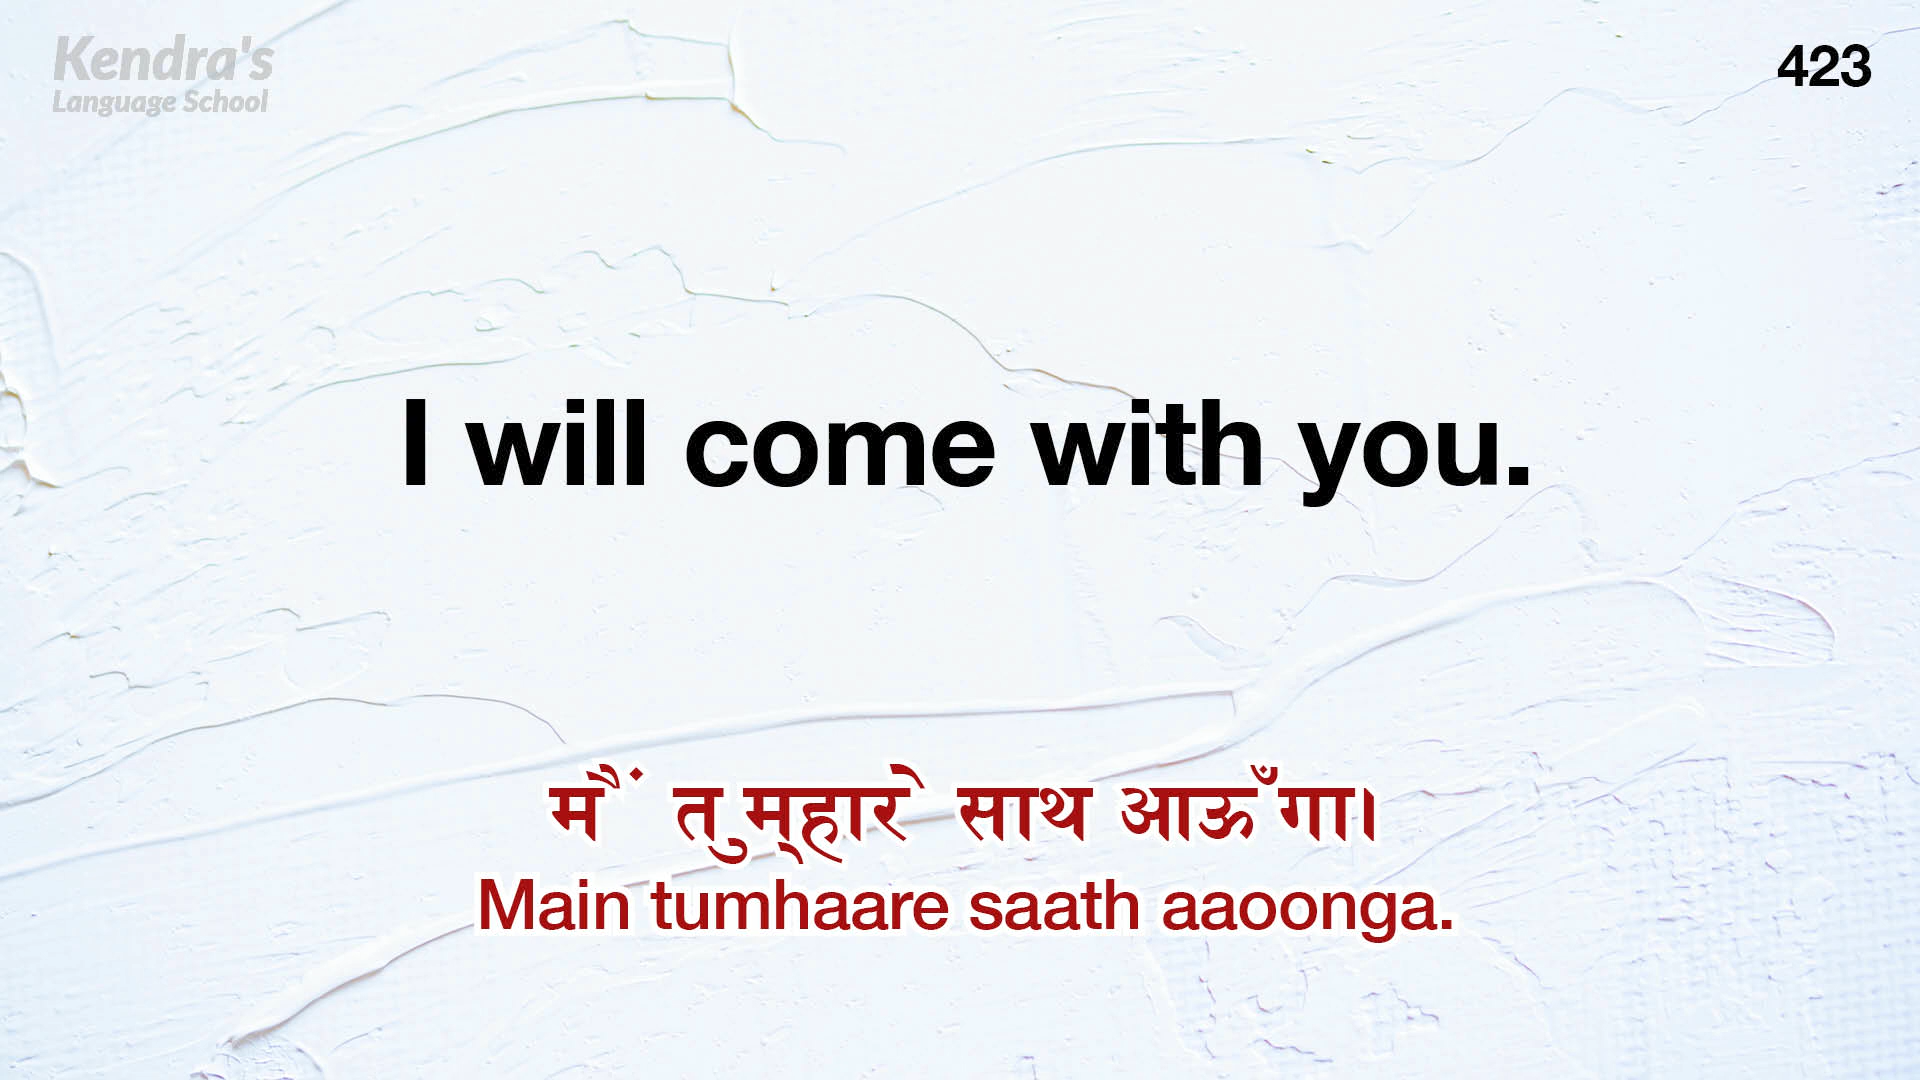 Kendra's
Language School
423
I will come with you.
मैं तुम्हारे साथ आऊँगा।
Main tumhaare saath aaoonga.